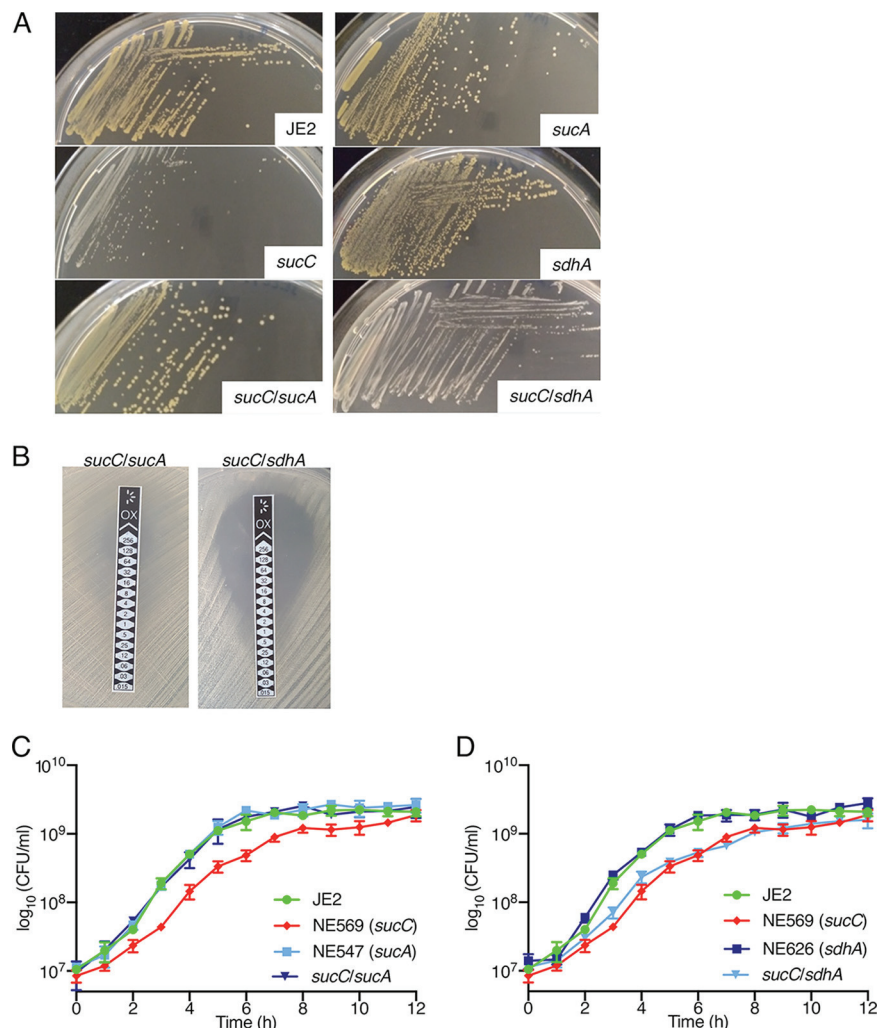 A
JE2
sucA
sucC
sdhA
sucC/sucA
sucC/sdhA
B
sucC/sucA
sucC/sdhA
OX
256
128
64
32
16
8
4
2
1
.5
.25
.12
.06
.03
.015
OX
256
128
64
32
16
8
4
2
1
.5
.25
.12
.06
.03
.015
C
log10 (CFU/ml)
10^10
10^9
10^8
10^7
0
2
4
6
8
10
12
Time (h)
JE2
NE569 (sucC)
NE547 (sucA)
sucC/sucA
D
log10 (CFU/ml)
10^10
10^9
10^8
10^7
0
2
4
6
8
10
12
Time (h)
JE2
NE569 (sucC)
NE626 (sdhA)
sucC/sdhA